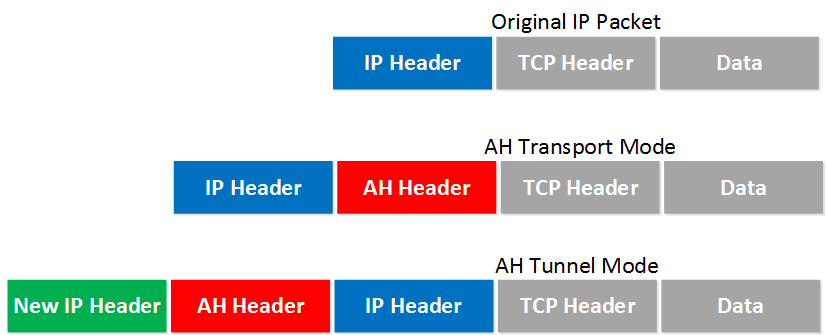 Original IP Packet
IP Header TCP Header Data
AH Transport Mode
IP Header AH Header TCP Header Data
AH Tunnel Mode
New IP Header AH Header IP Header TCP Header Data